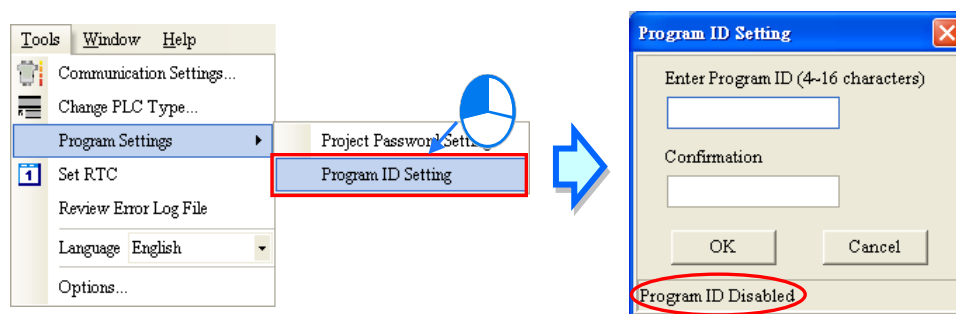 Tools Window Help
Communication Settings...
Change PLC Type...
Program Settings
Set RTC
Review Error Log File
Language English
Options...
Project Password Setting
Program ID Setting
Program ID Setting
Enter Program ID (4~16 characters)
Confirmation
OK Cancel
Program ID Disabled